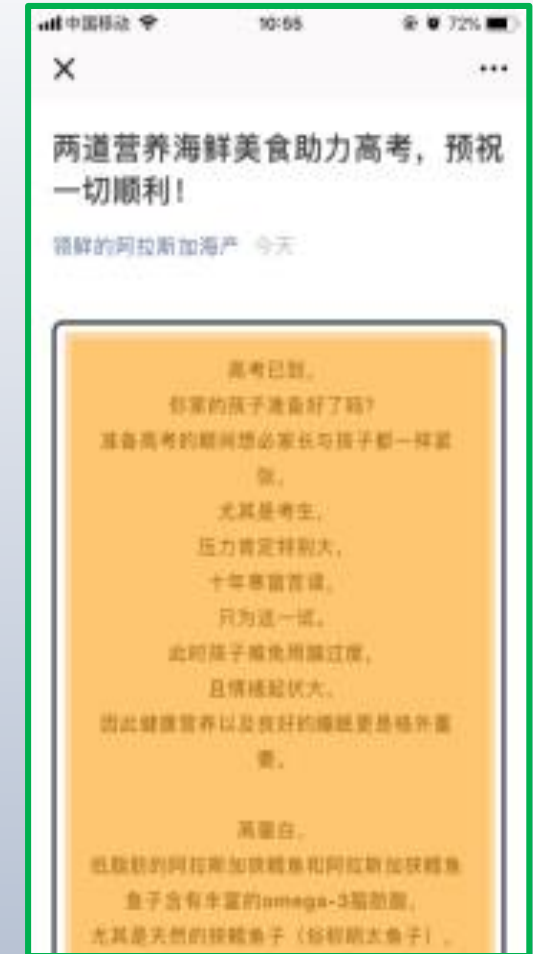 中国移动 10:55 72%
两道营养海鲜美食助力高考，预祝
一切顺利！
领鲜的阿拉斯加海产 今天
高考已到，
你家的孩子准备好了吗？
准备高考的期间想必家长与孩子都一样紧
张，
尤其是考生，
压力肯定特别大，
十年寒窗苦读，
只为这一试。
此时孩子难免用脑过度，
且情绪起伏大，
因此健康营养以及良好的睡眠更是格外重
要。
高蛋白，
低脂肪的阿拉斯加狭鳕鱼和阿拉斯加狭鳕鱼
鱼子含有丰富的omega-3脂肪酸，
尤其是天然的狭鳕鱼子（俗称明太鱼子），